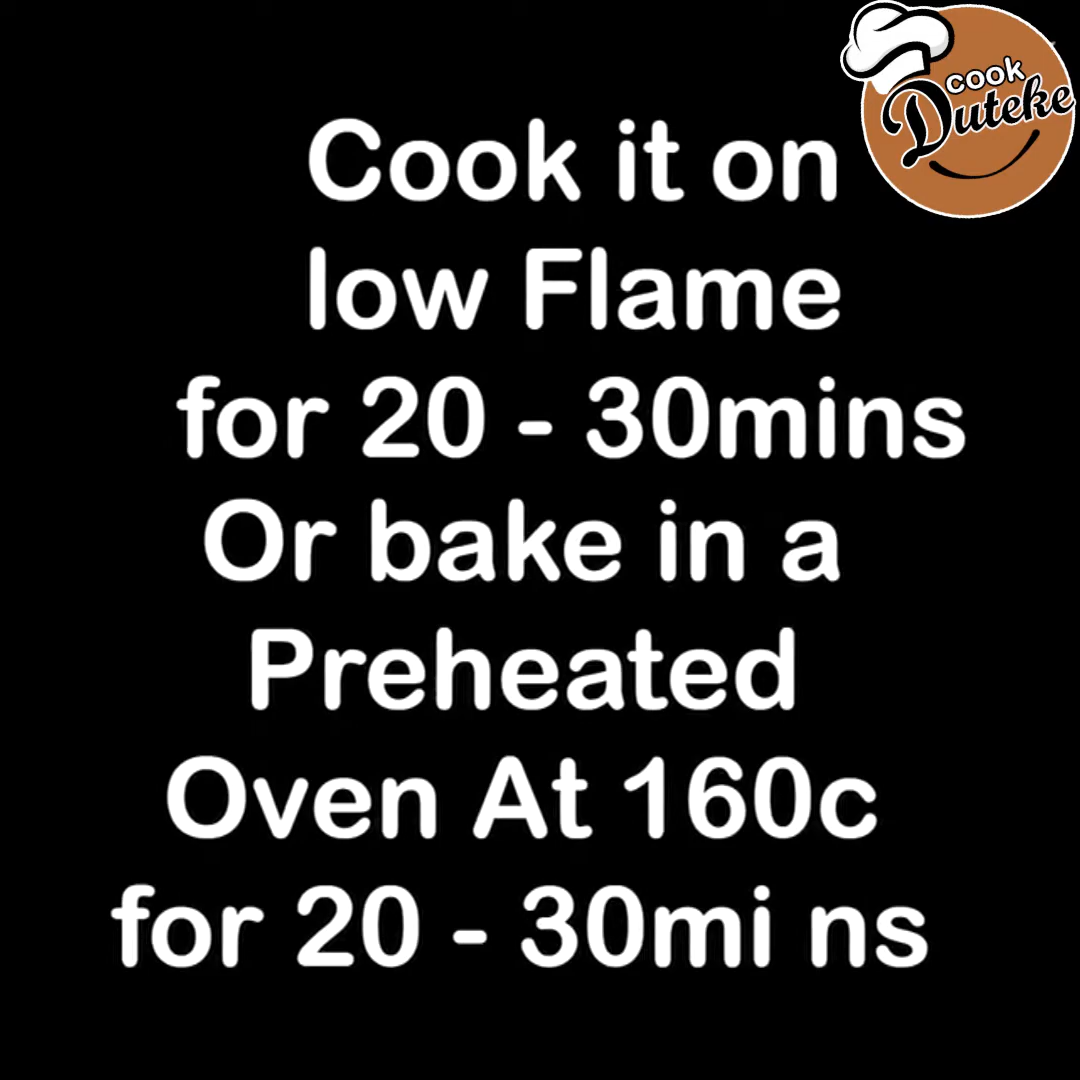 cook
Duteke
Cook it on
low Flame
for 20 - 30mins
Or bake in a
Preheated
Oven At 160c
for 20 - 30mi ns